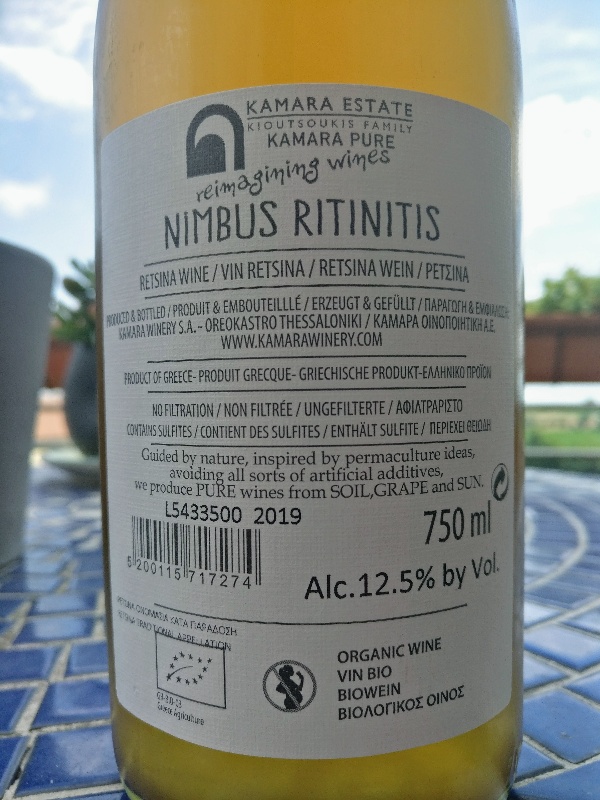 KAMARA ESTATE
KIOUTSOUKIS FAMILY
KAMARA PURE
reimagining wines
NIMBUS RITINITIS
RETSINA WINE / VIN RETSINA / RETSINA WEIN / ΡΕΤΣΙΝΑ
PRODUCED & BOTTLED / PRODUIT & EMBOUTEILLLÉ / ERZEUGT & GEFÜLLT / ΠΑΡΑΓΩΓΗ &
KAMARA WINERY S.A. - OREOKASTRO THESSALONIKI / ΚΑΜΑΡΑ ΟΙΝΟΠΟΙΗΤΙΚΗ Α.Ε.
WWW.KAMARAWINERY.COM
PRODUCT OF GREECE- PRODUIT GRECQUE- GRIECHISCHE PRODUKT-ΕΛΛΗΝΙΚΟ ΠΡΟΪΟΝ
NO FILTRATION / NON FILTRÉE / UNGEFILTERTE / ΑΦΙΛΤΡΑΡΙΣΤΟ
CONTAINS SULFITES / CONTIENT DES SULFITES / ENTHÄLT SULFITE / ΠΕΡΙΕΧΕΙ ΘΕΙΩΔΗ
Guided by nature, inspired by permaculture ideas,
avoiding all sorts of artificial additives,
we produce PURE wines from SOIL,GRAPE and SUN.
L5433500 2019
750 ml
5 200115 717274
Alc.12.5% by Vol.
ΡΕΤΣΙΝΑ ΟΝΟΜΑΣΙΑ ΚΑΤΑ ΠΑΡΑΔΟΣΗ
RETSINA TRADITIONAL APPELLATION
Greece Agriculture
ORGANIC WINE
VIN BIO
BIOWEIN
ΒΙΟΛΟΓΙΚΟΣ ΟΙΝΟΣ